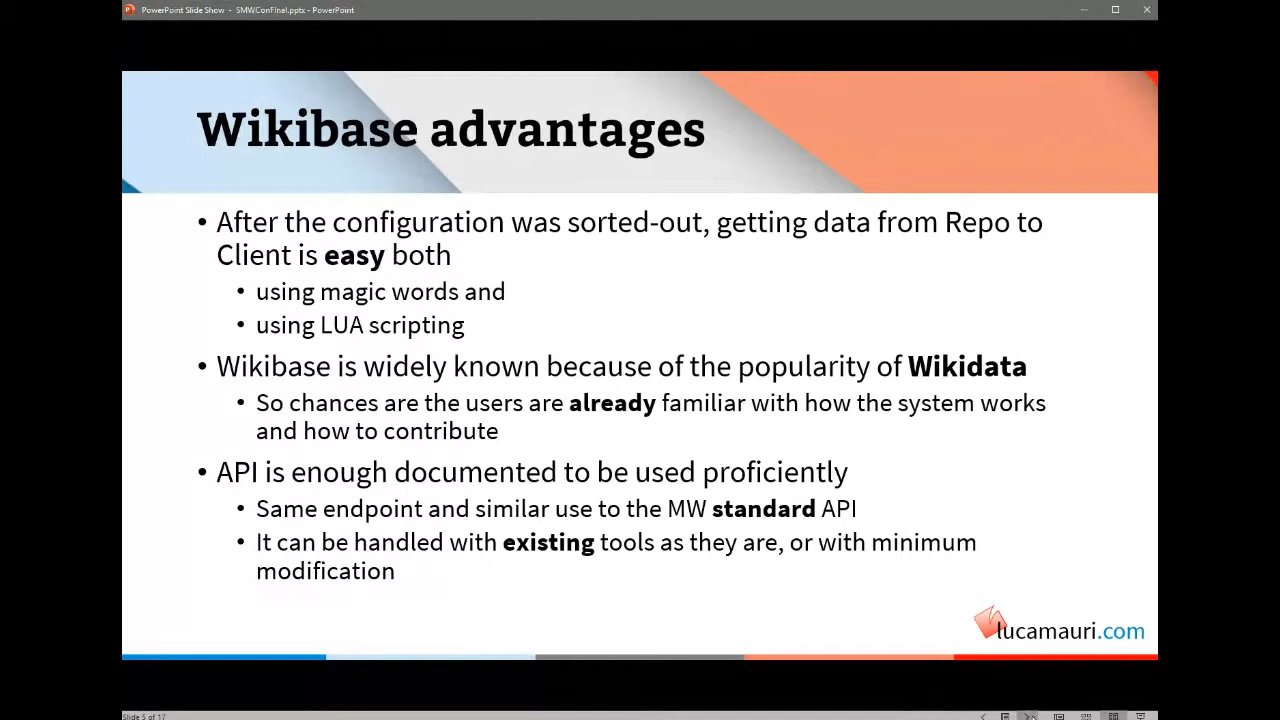 PowerPoint Slide Show - SMWConFinal.pptx - PowerPoint
Wikibase advantages
• After the configuration was sorted-out, getting data from Repo to
Client is easy both
• using magic words and
• using LUA scripting
• Wikibase is widely known because of the popularity of Wikidata
• So chances are the users are already familiar with how the system works
and how to contribute
• API is enough documented to be used proficiently
• Same endpoint and similar use to the MW standard API
• It can be handled with existing tools as they are, or with minimum
modification
lucamauri.com
Slide 5 of 17